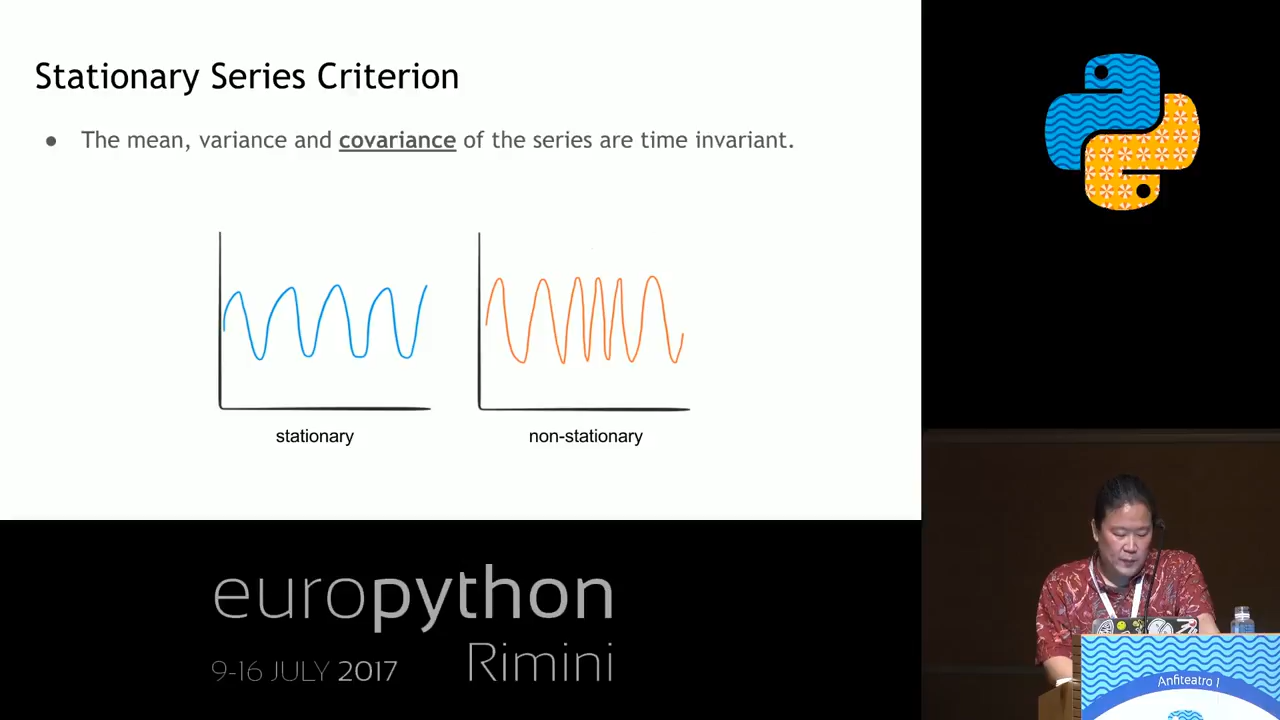 Stationary Series Criterion
● The mean, variance and covariance of the series are time invariant.
stationary
non-stationary
europython
Rimini
9-16 JULY 2017
Anfiteatro 1